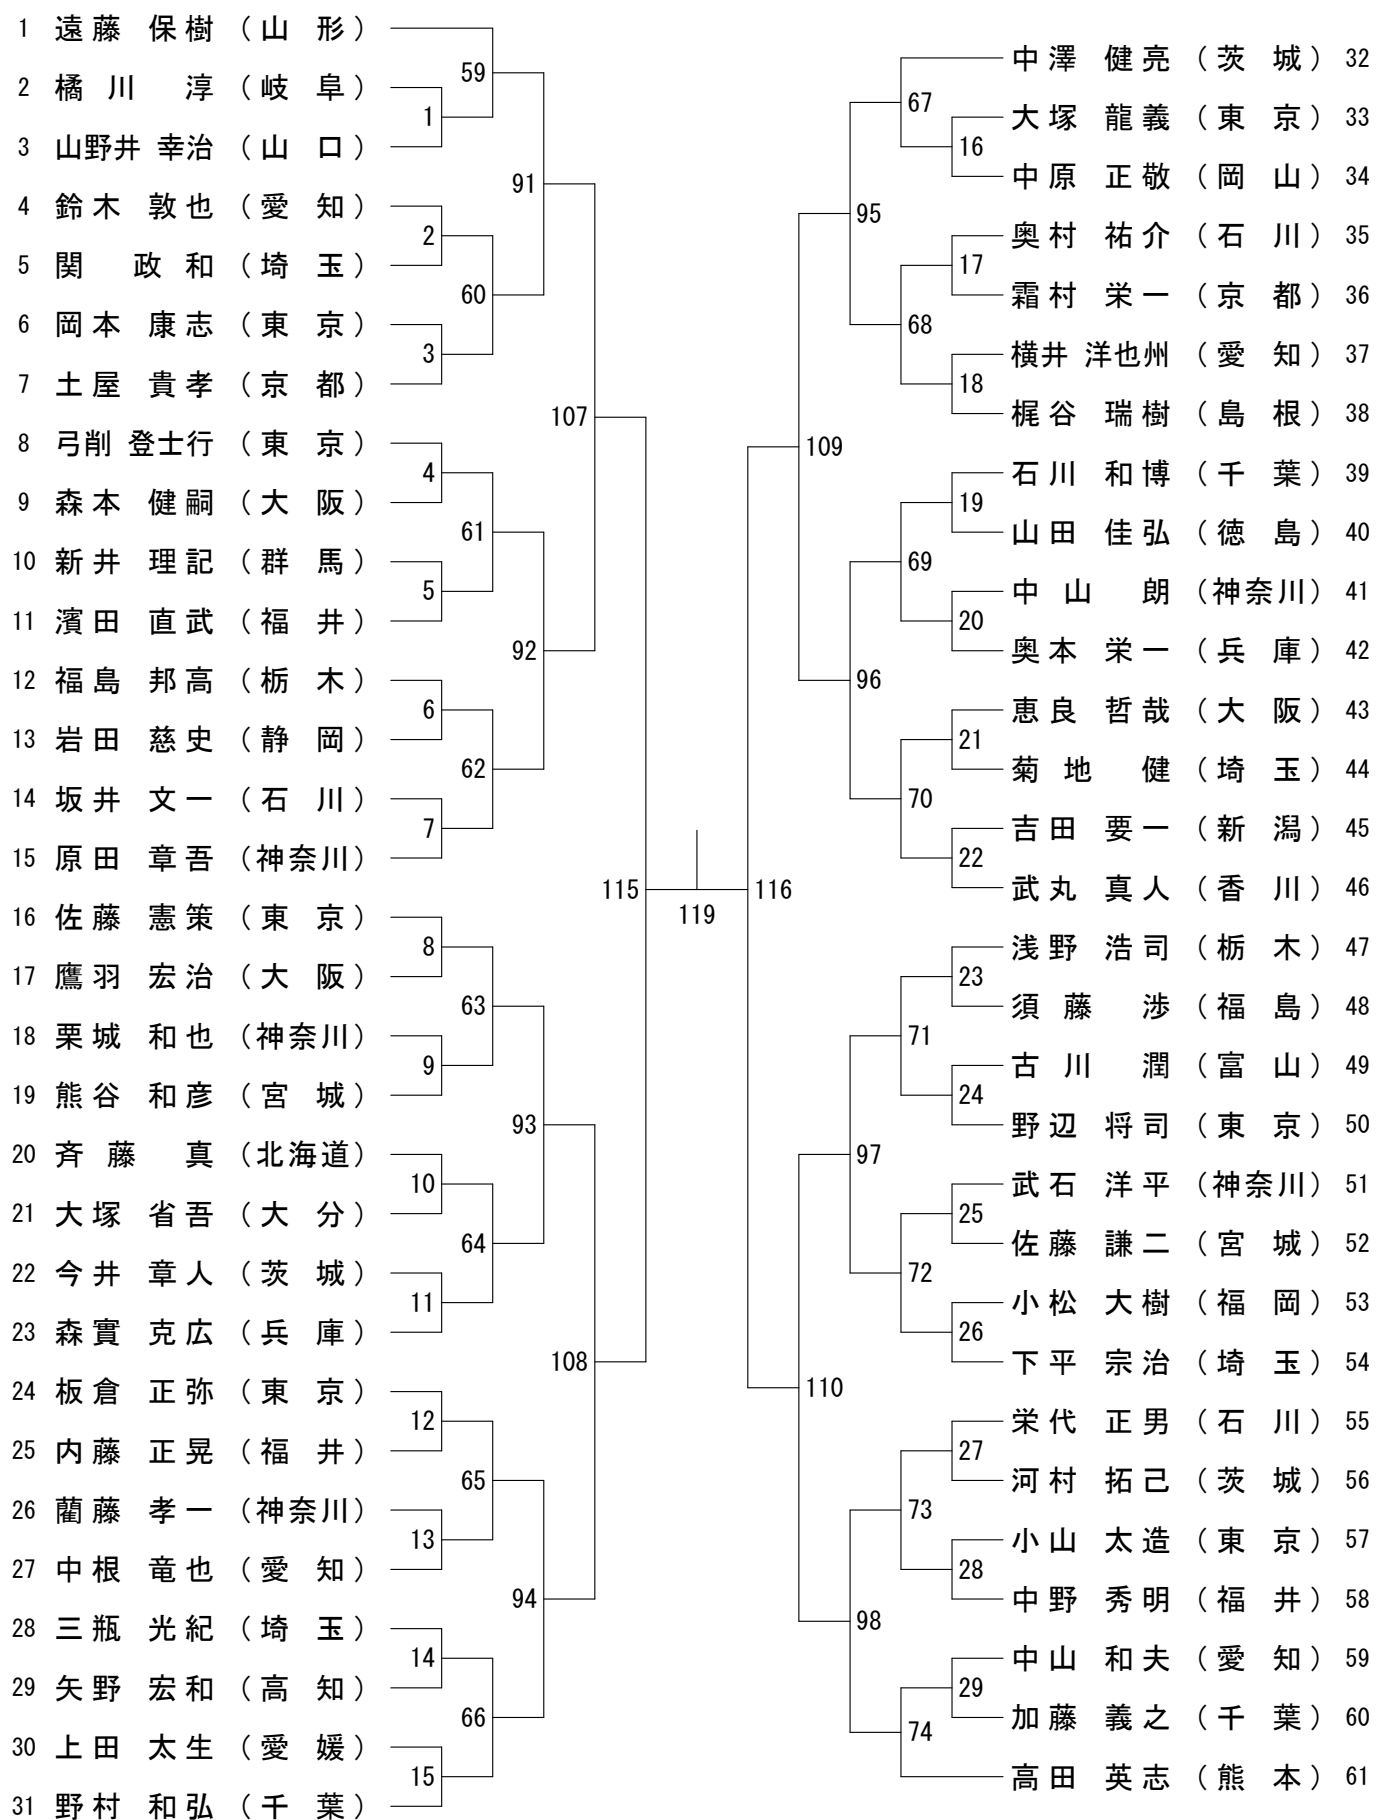 1 遠藤 保樹 (山 形)
2 橘川 淳 (岐 阜)
3 山野井 幸治 (山 口)
4 鈴木 敦也 (愛 知)
5 関 政和 (埼 玉)
6 岡本 康志 (東 京)
7 土屋 貴孝 (京 都)
8 弓削 登士行 (東 京)
9 森本 健嗣 (大 阪)
10 新井 理記 (群 馬)
11 濱田 直武 (福 井)
12 福島 邦高 (栃 木)
13 岩田 慈史 (静 岡)
14 坂井 文一 (石 川)
15 原田 章吾 (神奈川)
16 佐藤 憲策 (東 京)
17 鷹羽 宏治 (大 阪)
18 栗城 和也 (神奈川)
19 熊谷 和彦 (宮 城)
20 斉藤 真 (北海道)
21 大塚 省吾 (大 分)
22 今井 章人 (茨 城)
23 森實 克広 (兵 庫)
24 板倉 正弥 (東 京)
25 内藤 正晃 (福 井)
26 藺藤 孝一 (神奈川)
27 中根 竜也 (愛 知)
28 三瓶 光紀 (埼 玉)
29 矢野 宏和 (高 知)
30 上田 太生 (愛 媛)
31 野村 和弘 (千 葉)
1
2
3
4
5
6
7
8
9
10
11
12
13
14
15
59
60
61
62
63
64
65
66
91
92
93
94
107
108
115
119
116
109
110
95
96
97
98
67
68
69
70
71
72
73
74
16
17
18
19
20
21
22
23
24
25
26
27
28
29
中澤 健亮 (茨 城) 32
大塚 龍義 (東 京) 33
中原 正敬 (岡 山) 34
奥村 祐介 (石 川) 35
霜村 栄一 (京 都) 36
横井 洋也州 (愛 知) 37
梶谷 瑞樹 (島 根) 38
石川 和博 (千 葉) 39
山田 佳弘 (徳 島) 40
中山 朗 (神奈川) 41
奥本 栄一 (兵 庫) 42
恵良 哲哉 (大 阪) 43
菊地 健 (埼 玉) 44
吉田 要一 (新 潟) 45
武丸 真人 (香 川) 46
浅野 浩司 (栃 木) 47
須藤 渉 (福 島) 48
古川 潤 (富 山) 49
野辺 将司 (東 京) 50
武石 洋平 (神奈川) 51
佐藤 謙二 (宮 城) 52
小松 大樹 (福 岡) 53
下平 宗治 (埼 玉) 54
栄代 正男 (石 川) 55
河村 拓己 (茨 城) 56
小山 太造 (東 京) 57
中野 秀明 (福 井) 58
中山 和夫 (愛 知) 59
加藤 義之 (千 葉) 60
高田 英志 (熊 本) 61